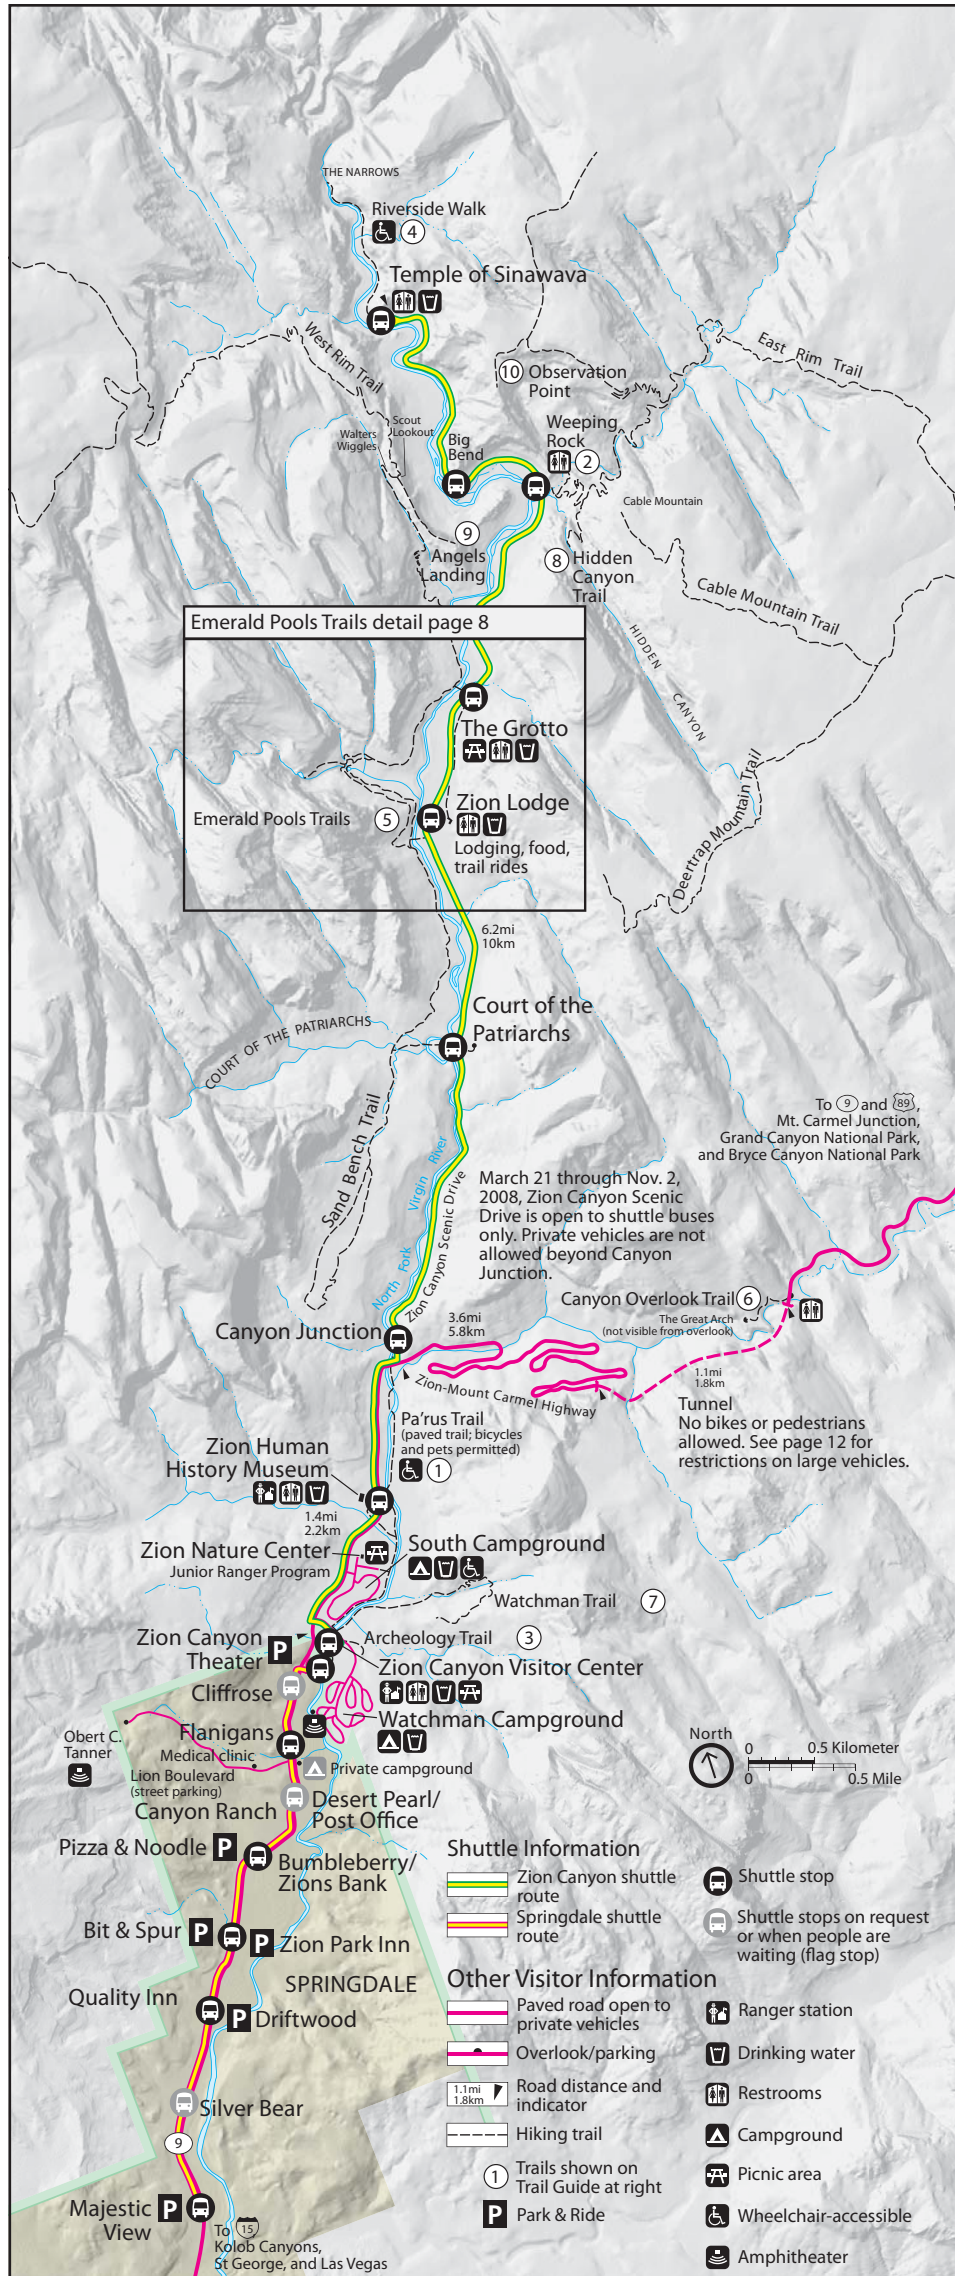 THE NARROWS
Riverside Walk
4
Temple of Sinawava
West Rim Trail
East Rim Trail
10 Observation
Point
Scout
Lookout
Walters
Wiggles
Big
Bend
Weeping
Rock
2
Cable Mountain
9
Angels
Landing
8 Hidden
Canyon
Trail
Cable Mountain Trail
Emerald Pools Trails detail page 8
HIDDEN
CANYON
The Grotto
Deertrap Mountain Trail
Zion Lodge
Emerald Pools Trails 5
Lodging, food,
trail rides
6.2mi
10km
Court of the
Patriarchs
COURT OF THE PATRIARCHS
Sand Bench Trail
To 9 and 89,
Mt. Carmel Junction,
Grand Canyon National Park,
and Bryce Canyon National Park
North Fork Virgin River
Zion Canyon Scenic Drive
March 21 through Nov. 2,
2008, Zion Canyon Scenic
Drive is open to shuttle buses
only. Private vehicles are not
allowed beyond Canyon
Junction.
Canyon Overlook Trail 6
The Great Arch
(not visible from overlook)
Canyon Junction
3.6mi
5.8km
1.1mi
1.8km
Zion-Mount Carmel Highway
Tunnel
No bikes or pedestrians
allowed. See page 12 for
restrictions on large vehicles.
Pa'rus Trail
(paved trail; bicycles
and pets permitted)
1
Zion Human
History Museum
1.4mi
2.2km
Zion Nature Center
Junior Ranger Program
South Campground
Watchman Trail 7
Archeology Trail 3
Zion Canyon
Theater
P
Zion Canyon Visitor Center
Cliffrose
Watchman Campground
Flanigans
Obert C.
Tanner
Medical clinic
Lion Boulevard
(street parking)
Private campground
Canyon Ranch
Desert Pearl/
Post Office
Pizza & Noodle P
Bumbleberry/
Zions Bank
Bit & Spur P
P Zion Park Inn
SPRINGDALE
Quality Inn
P Driftwood
Silver Bear
9
Majestic
View
P
To 15,
Kolob Canyons,
St George, and Las Vegas
North
0 0.5 Kilometer
0 0.5 Mile
Shuttle Information
Zion Canyon shuttle
route
Springdale shuttle
route
Shuttle stop
Shuttle stops on request
or when people are
waiting (flag stop)
Other Visitor Information
Paved road open to
private vehicles
Overlook/parking
1.1mi
1.8km
Road distance and
indicator
Hiking trail
1 Trails shown on
Trail Guide at right
P Park & Ride
Ranger station
Drinking water
Restrooms
Campground
Picnic area
Wheelchair-accessible
Amphitheater